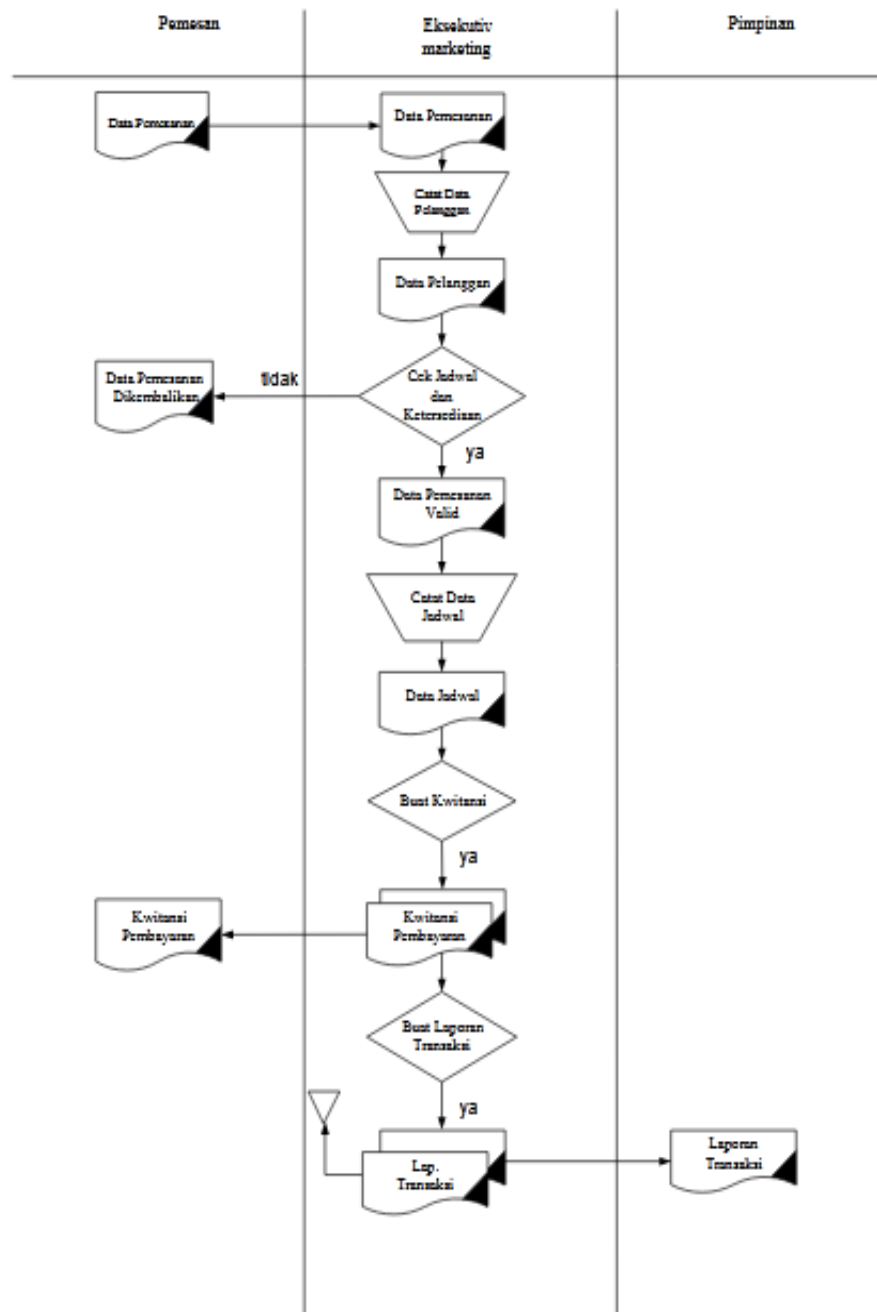 Pemesan
Eksekutiv
marketing
Pimpinan
Data Pemesanan
Data Pemesanan
Catat Data
Pelanggan
Data Pelanggan
Data Pemesanan
Dikembalikan
tidak
Cek Jadwal
dan
Ketersediaan
ya
Data Pemesanan
Valid
Catat Data
Jadwal
Data Jadwal
Buat Kwitansi
ya
Kwitansi
Pembayaran
Kwitansi
Pembayaran
Buat Laporan
Transaksi
ya
Lap.
Transaksi
Laporan
Transaksi